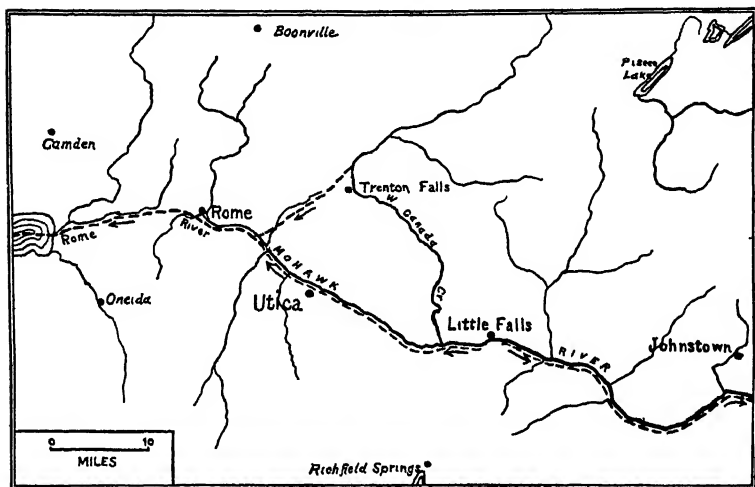 Boonville
Piseco
Lake
Camden
Trenton Falls
Rome
Rome River
W Canada Cr.
MOHAWK
Oneida
Utica
Little Falls
RIVER
Johnstown
0 10
MILES
Richfield Springs